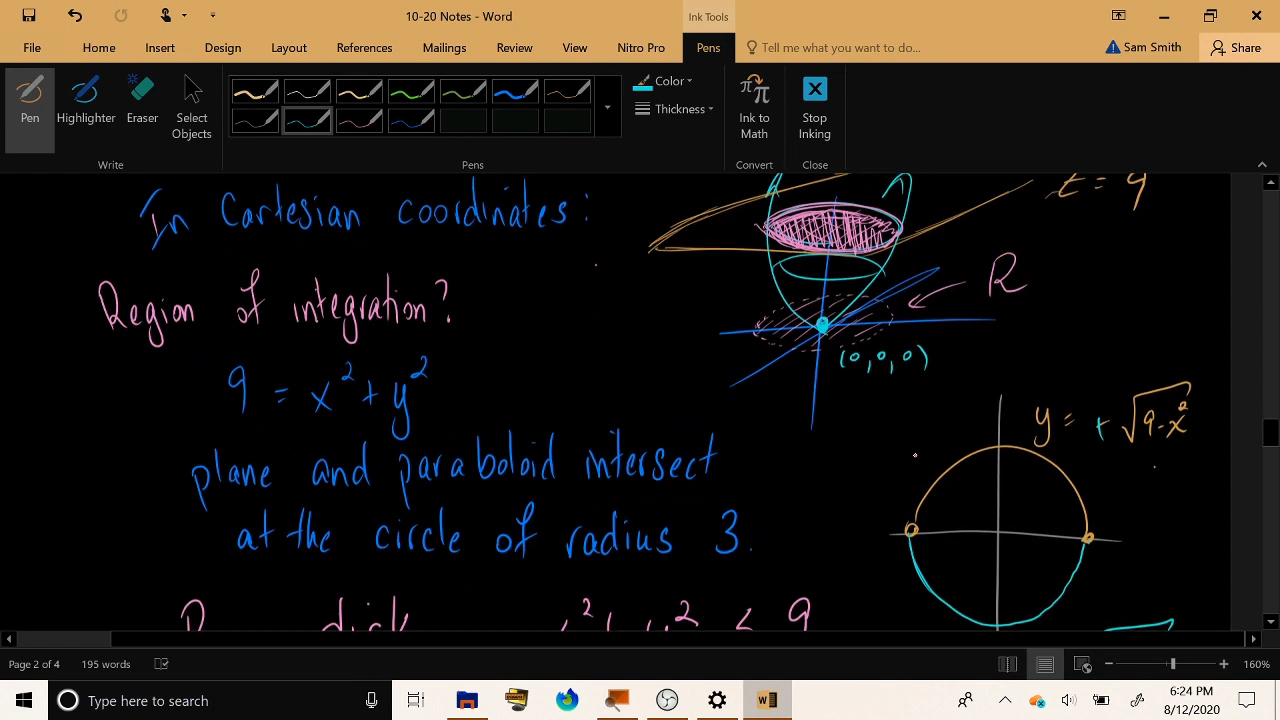 10-20 Notes - Word
Ink Tools
File Home Insert Design Layout References Mailings Review View Nitro Pro Pens Tell me what you want to do... Sam Smith Share
Pen Highlighter Eraser Select Objects
Color
Thickness
Ink to Math
Stop Inking
Write Pens Convert Close
In Cartesian coordinates:
= 9
Region of integration?
R
(0,0,0)
9 = x² + y²
y = + √9-x²
plane and paraboloid intersect
at the circle of radius 3.
disk
9
Page 2 of 4 195 words 160%
Type here to search
6:24 PM
8/12/2020